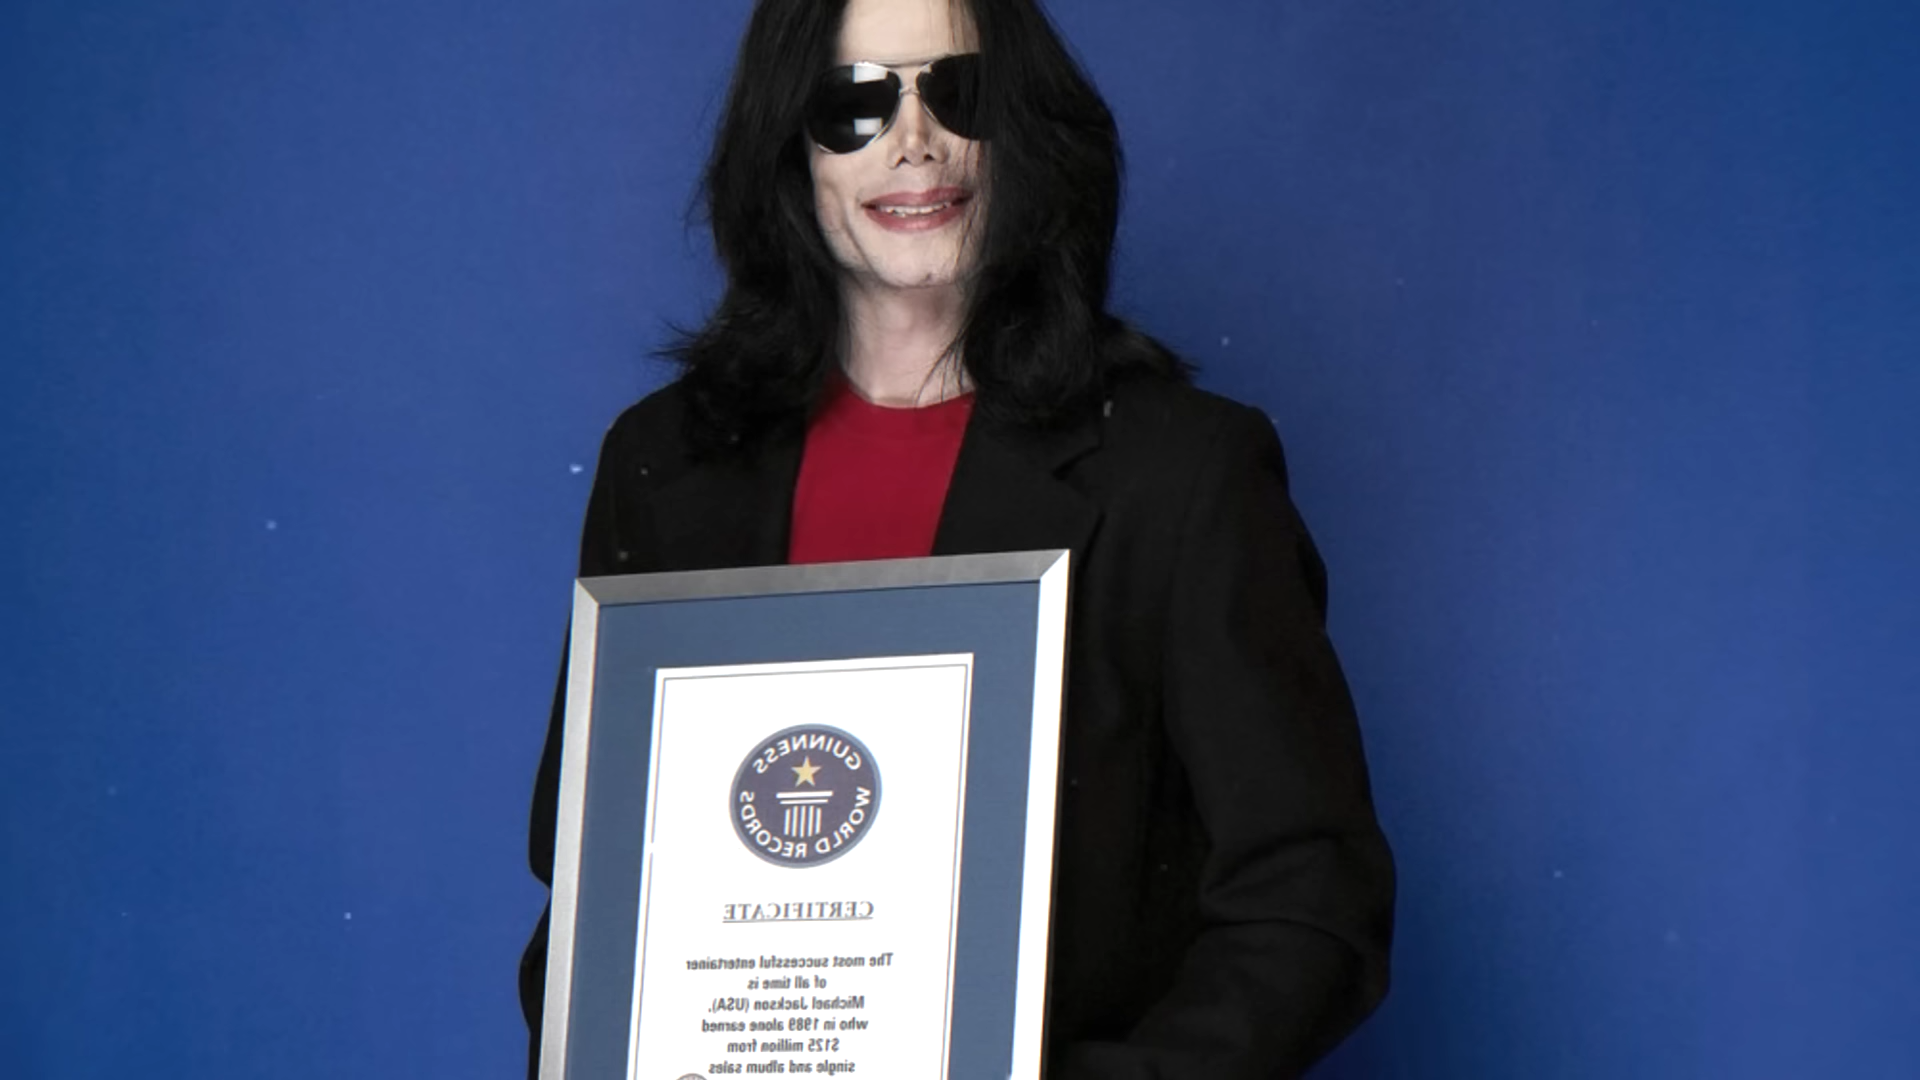 GUINNESS
WORLD RECORDS
CERTIFICATE
The most successful entertainer
of all time is
Michael Jackson (USA),
who in 1989 alone earned
$125 million from
single and album sales